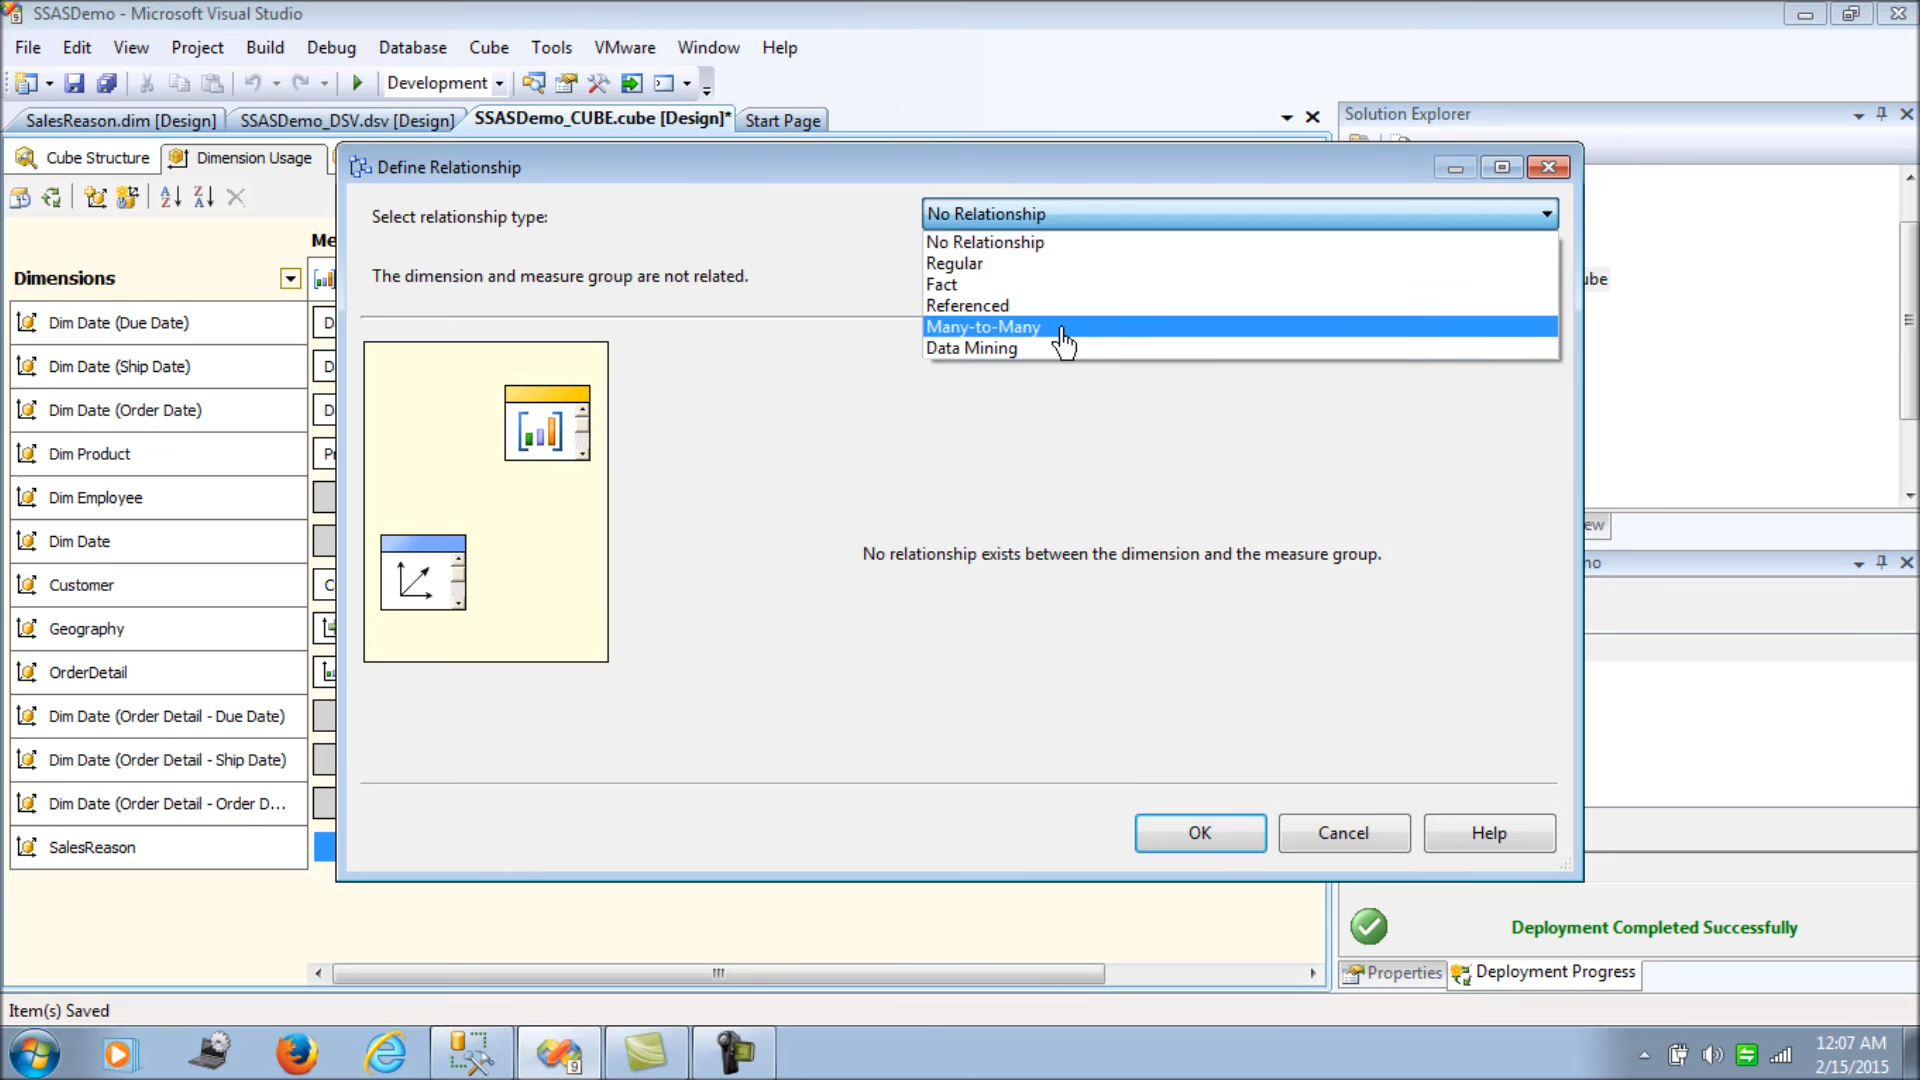 SSASDemo - Microsoft Visual Studio
File Edit View Project Build Debug Database Cube Tools VMware Window Help
Development
SalesReason.dim [Design] SSASDemo_DSV.dsv [Design] SSASDemo_CUBE.cube [Design]* Start Page
Solution Explorer
Cube Structure Dimension Usage
Define Relationship
Select relationship type:
No Relationship
The dimension and measure group are not related.
No Relationship
Regular
Fact
Referenced
Many-to-Many
Data Mining
Me
Dimensions
Dim Date (Due Date)
D
Dim Date (Ship Date)
D
Dim Date (Order Date)
D
Dim Product
Pr
Dim Employee
Dim Date
Customer
C
Geography
OrderDetail
Dim Date (Order Detail - Due Date)
Dim Date (Order Detail - Ship Date)
Dim Date (Order Detail - Order D...
SalesReason
No relationship exists between the dimension and the measure group.
OK Cancel Help
ube
ew
no
Deployment Completed Successfully
Properties Deployment Progress
Item(s) Saved
12:07 AM
2/15/2015